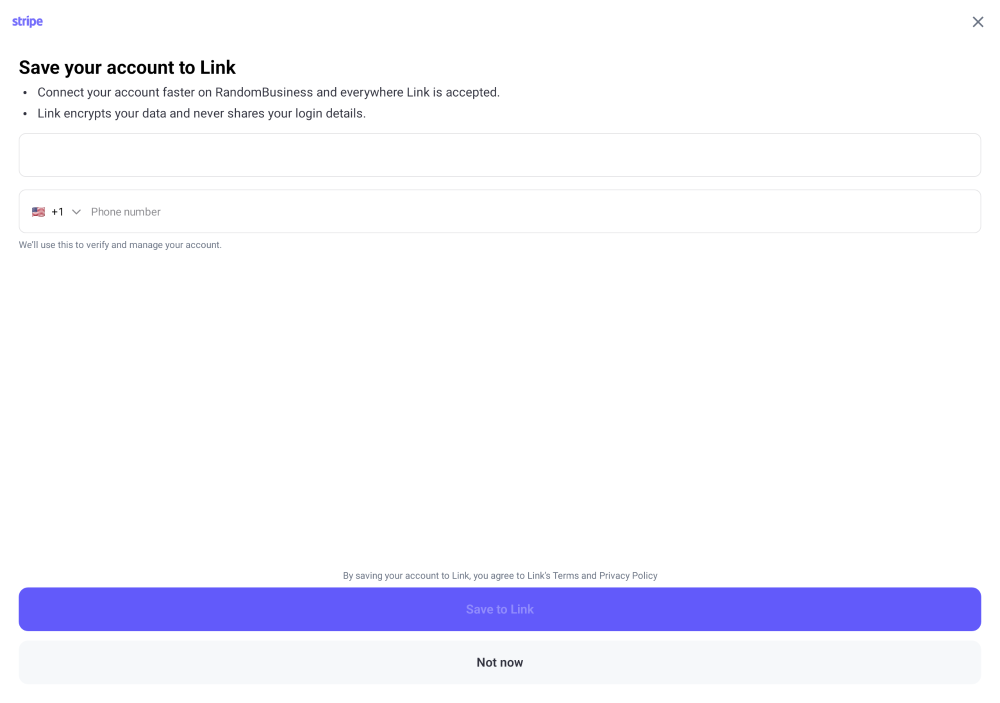 stripe
Save your account to Link
• Connect your account faster on RandomBusiness and everywhere Link is accepted.
• Link encrypts your data and never shares your login details.
+1 Phone number
We'll use this to verify and manage your account.
By saving your account to Link, you agree to Link's Terms and Privacy Policy
Save to Link
Not now